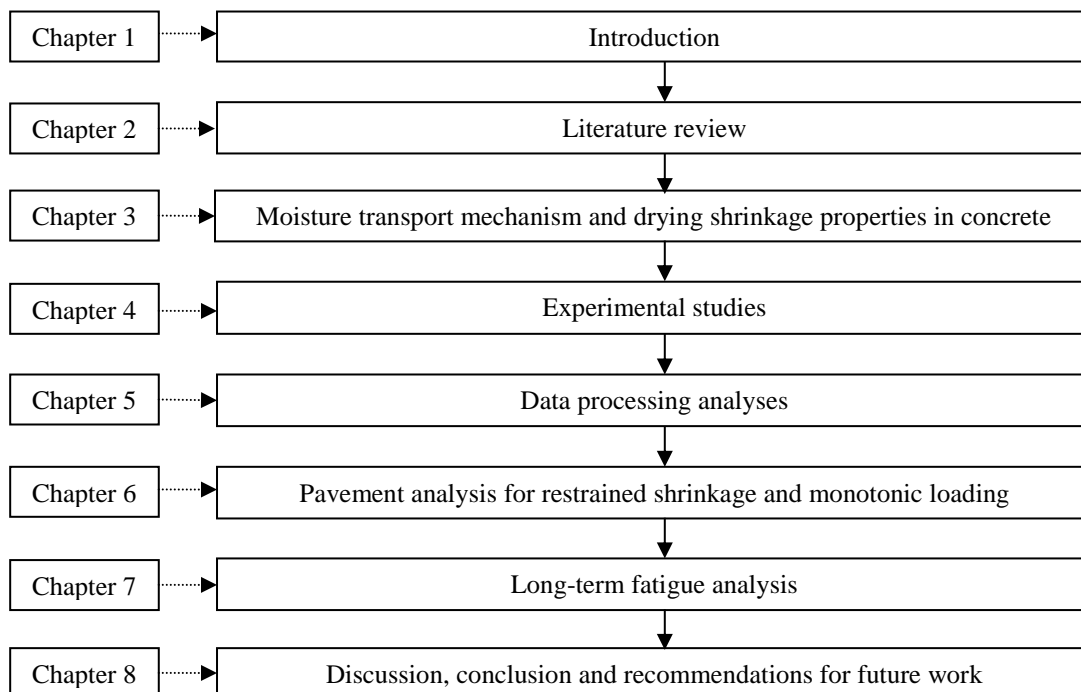 Chapter 1
Introduction
Chapter 2
Literature review
Chapter 3
Moisture transport mechanism and drying shrinkage properties in concrete
Chapter 4
Experimental studies
Chapter 5
Data processing analyses
Chapter 6
Pavement analysis for restrained shrinkage and monotonic loading
Chapter 7
Long-term fatigue analysis
Chapter 8
Discussion, conclusion and recommendations for future work